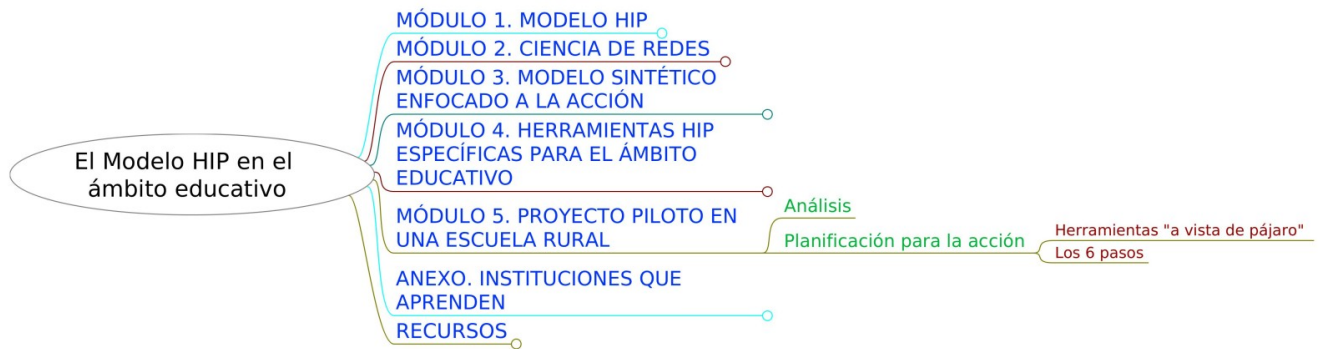 El Modelo HIP en el
ámbito educativo
MÓDULO 1. MODELO HIP
MÓDULO 2. CIENCIA DE REDES
MÓDULO 3. MODELO SINTÉTICO
ENFOCADO A LA ACCIÓN
MÓDULO 4. HERRAMIENTAS HIP
ESPECÍFICAS PARA EL ÁMBITO
EDUCATIVO
MÓDULO 5. PROYECTO PILOTO EN
UNA ESCUELA RURAL
Análisis
Planificación para la acción
Herramientas "a vista de pájaro"
Los 6 pasos
ANEXO. INSTITUCIONES QUE
APRENDEN
RECURSOS